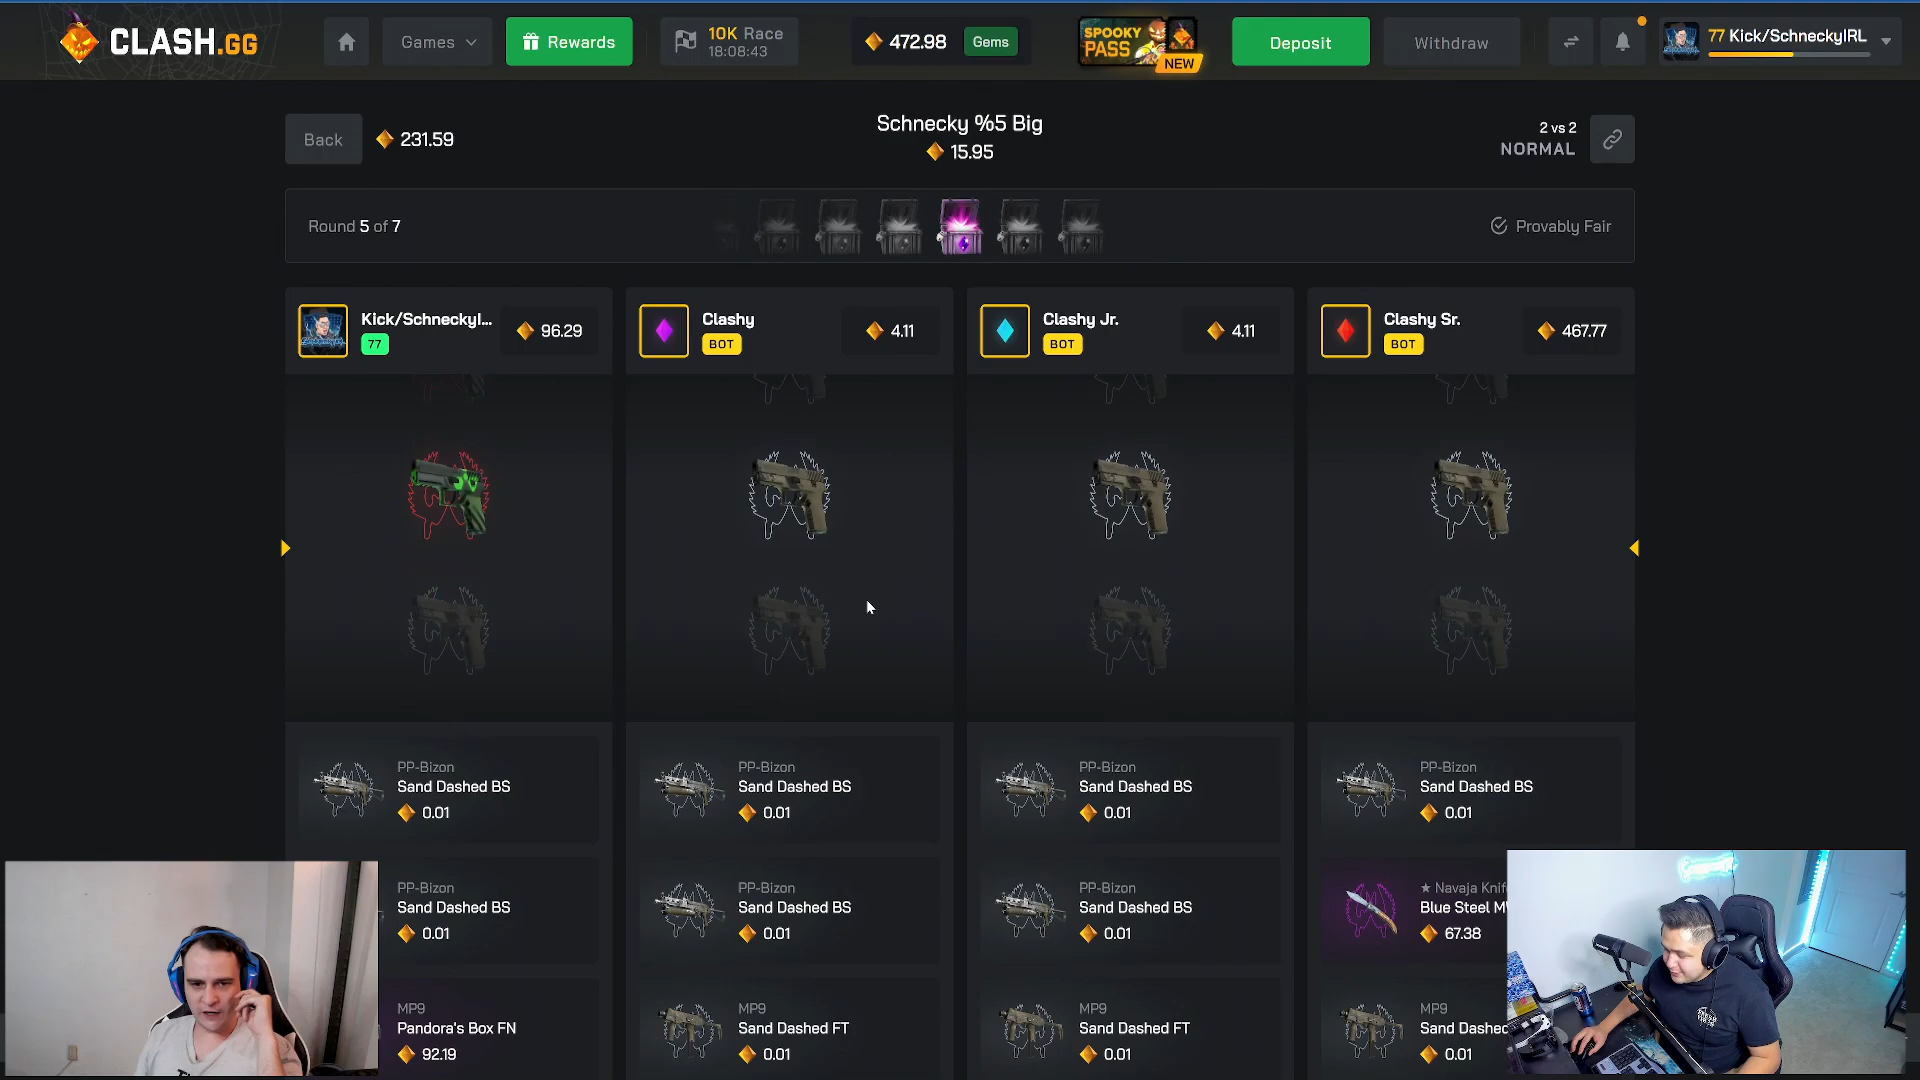 CLASH.GG
Games
Rewards
10K Race
18:08:43
472.98
Gems
SPOOKY
PASS
NEW
Deposit
Withdraw
77 Kick/SchneckyIRL
Back
231.59
Schnecky %5 Big
15.95
2 vs 2
NORMAL
Round 5 of 7
Provably Fair
Kick/SchneckyI...
77
96.29
Clashy
BOT
4.11
Clashy Jr.
BOT
4.11
Clashy Sr.
BOT
467.77
PP-Bizon
Sand Dashed BS
0.01
PP-Bizon
Sand Dashed BS
0.01
PP-Bizon
Sand Dashed BS
0.01
PP-Bizon
Sand Dashed BS
0.01
PP-Bizon
Sand Dashed BS
0.01
PP-Bizon
Sand Dashed BS
0.01
PP-Bizon
Sand Dashed BS
0.01
★ Navaja Knif
Blue Steel M
67.38
MP9
Pandora's Box FN
92.19
MP9
Sand Dashed FT
0.01
MP9
Sand Dashed FT
0.01
MP9
Sand Dashed
0.01